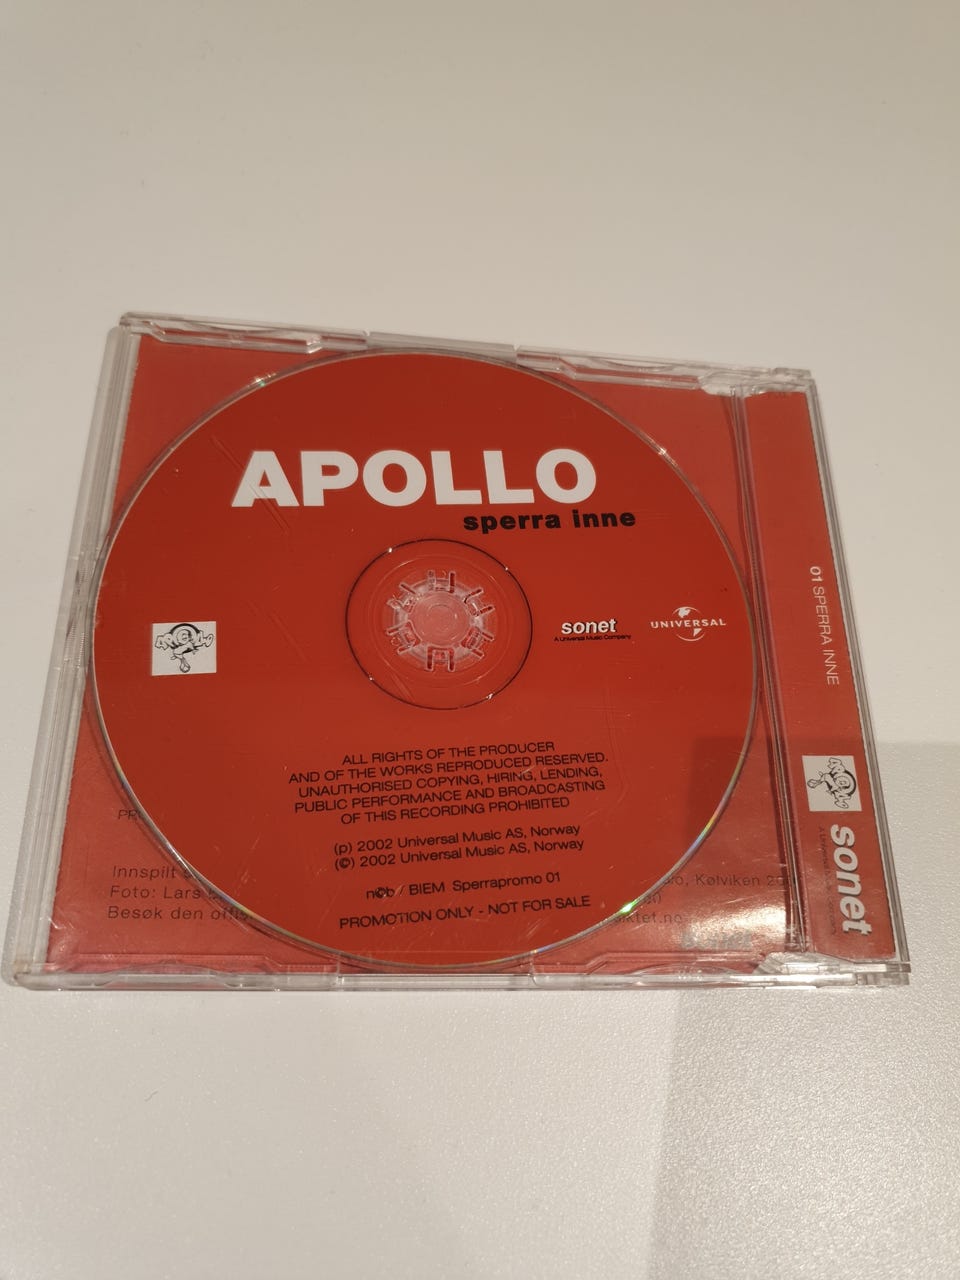 APOLLO
sperra inne
sonet
A Universal Music Company
UNIVERSAL
ALL RIGHTS OF THE PRODUCER
AND OF THE WORKS REPRODUCED RESERVED.
UNAUTHORISED COPYING, HIRING, LENDING,
PUBLIC PERFORMANCE AND BROADCASTING
OF THIS RECORDING PROHIBITED
(p) 2002 Universal Music AS, Norway
(©) 2002 Universal Music AS, Norway
n©b / BIEM Sperrapromo 01
PROMOTION ONLY - NOT FOR SALE
Innspilt
Foto: Lars
Besøk den
Kølviken
01 SPERRA INNE
APOLLO
sonet